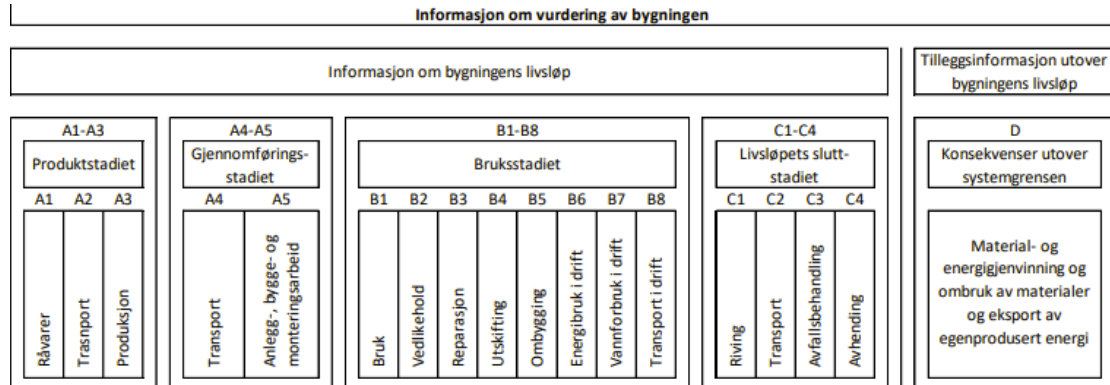 Informasjon om vurdering av bygningen
Informasjon om bygningens livsløp
Tilleggsinformasjon utover
bygningens livsløp
A1-A3
Produktstadiet
A1 A2 A3
Råvarer
Trasnport
Produksjon
A4-A5
Gjennomførings-
stadiet
A4 A5
Transport
Anlegg-, bygge- og
monteringsarbeid
B1-B8
Bruksstadiet
B1 B2 B3 B4 B5 B6 B7 B8
Bruk
Vedlikehold
Reparasjon
Utskifting
Ombygging
Energibruk i drift
Vannforbruk i drift
Transport i drift
C1-C4
Livsløpets slutt-
stadiet
C1 C2 C3 C4
Riving
Transport
Avfallsbehandling
Avhending
D
Konsekvenser utover
systemgrensen
Material- og
energigjenvinning og
ombruk av materialer
og eksport av
egenprodusert energi